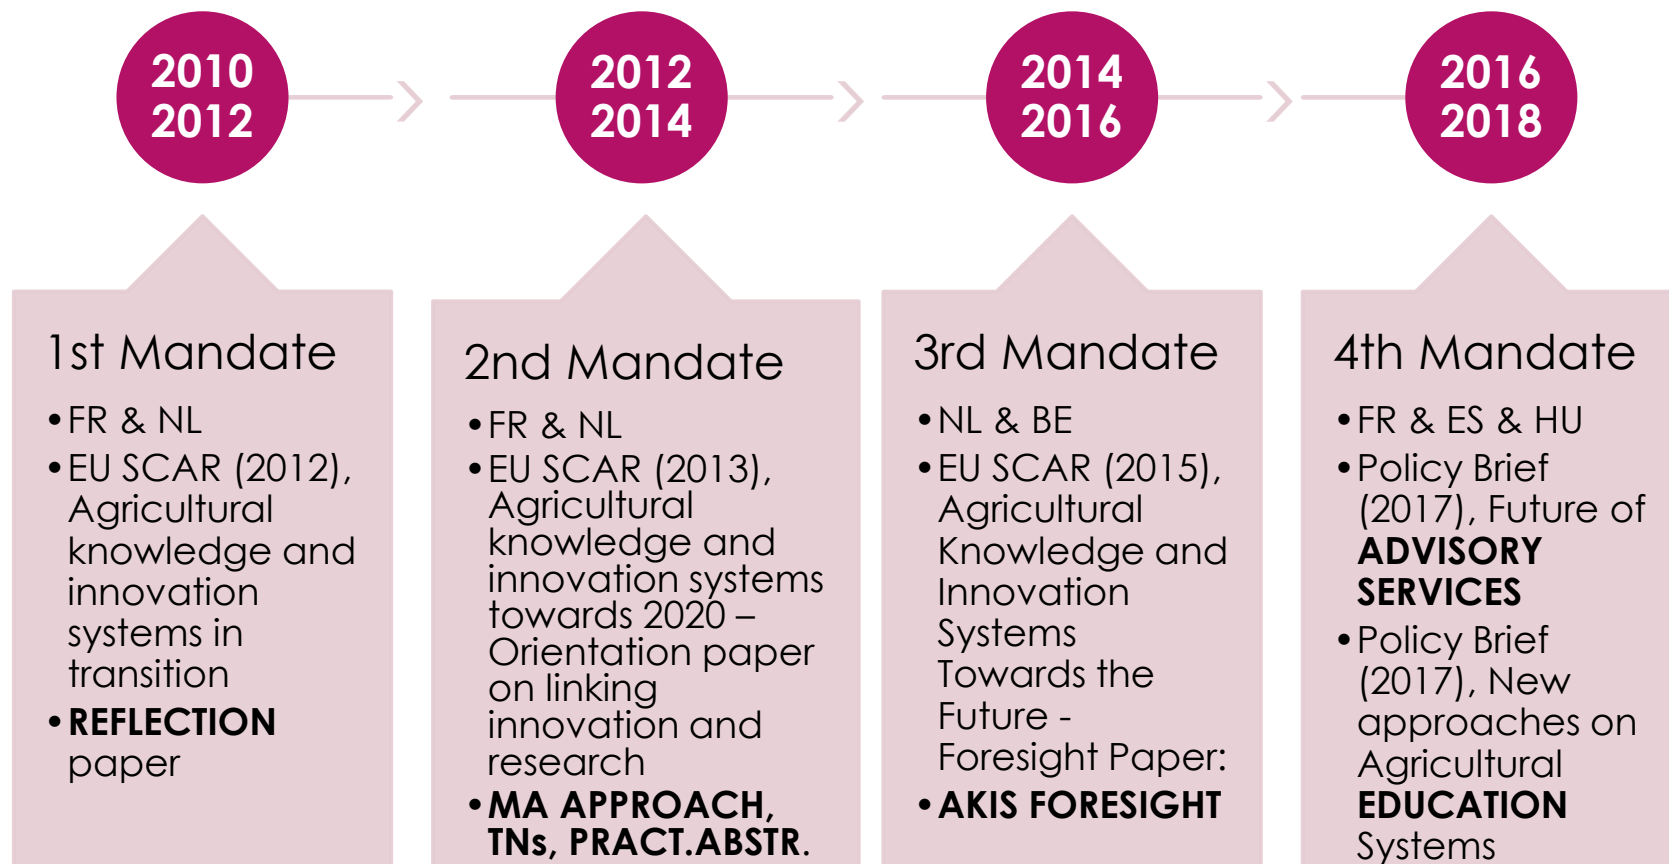 2010
2012
2012
2014
2014
2016
2016
2018
1st Mandate
•FR & NL
•EU SCAR (2012),
Agricultural
knowledge and
innovation
systems in
transition
•REFLECTION
paper
2nd Mandate
•FR & NL
•EU SCAR (2013),
Agricultural
knowledge and
innovation systems
towards 2020 –
Orientation paper
on linking
innovation and
research
•MA APPROACH,
TNs, PRACT.ABSTR.
3rd Mandate
•NL & BE
•EU SCAR (2015),
Agricultural
Knowledge and
Innovation
Systems
Towards the
Future -
Foresight Paper:
•AKIS FORESIGHT
4th Mandate
•FR & ES & HU
•Policy Brief
(2017), Future of
ADVISORY
SERVICES
•Policy Brief
(2017), New
approaches on
Agricultural
EDUCATION
Systems